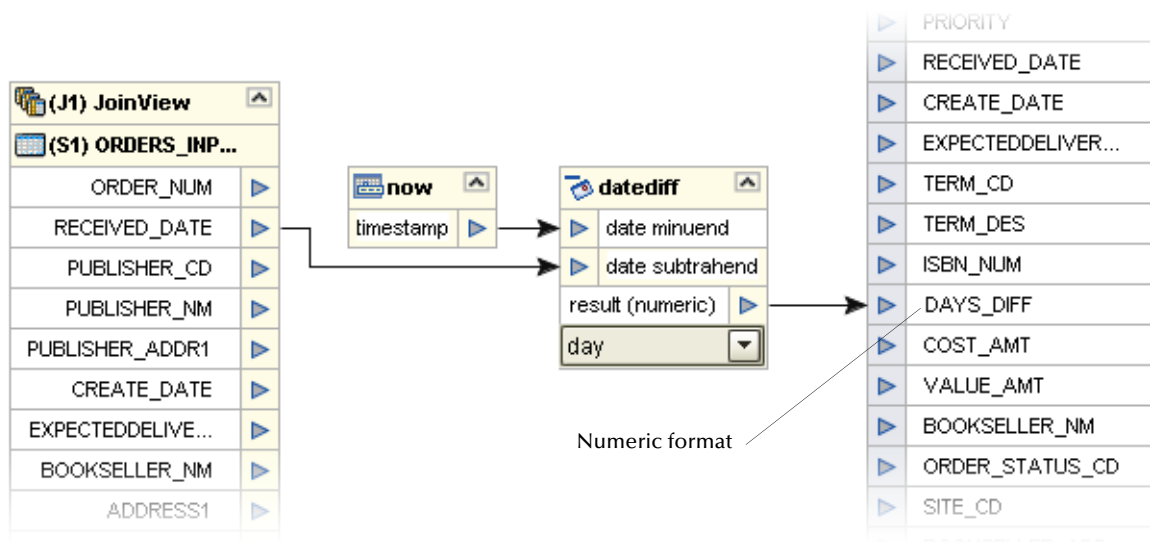 (J1) JoinView
(S1) ORDERS_INP...
ORDER_NUM
RECEIVED_DATE
PUBLISHER_CD
PUBLISHER_NM
PUBLISHER_ADDR1
CREATE_DATE
EXPECTEDDELIVE...
BOOKSELLER_NM
ADDRESS1
now
timestamp
datediff
date minuend
date subtrahend
result (numeric)
day
Numeric format
PRIORITY
RECEIVED_DATE
CREATE_DATE
EXPECTEDDELIVER...
TERM_CD
TERM_DES
ISBN_NUM
DAYS_DIFF
COST_AMT
VALUE_AMT
BOOKSELLER_NM
ORDER_STATUS_CD
SITE_CD